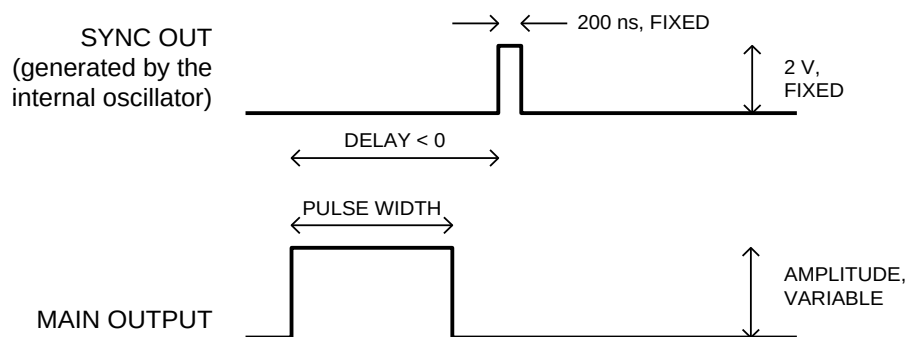 200 ns, FIXED
SYNC OUT
(generated by the
internal oscillator)
2 V,
FIXED
DELAY < 0
PULSE WIDTH
AMPLITUDE,
VARIABLE
MAIN OUTPUT